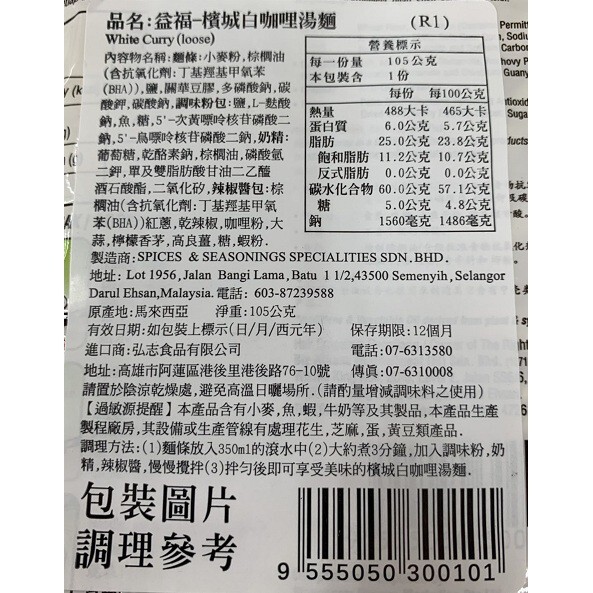 品名:益福-檳城白咖哩湯麵 (R1)
White Curry (loose)
內容物名稱:麵條:小麥粉,棕櫚油
(含抗氧化劑:丁基羥基甲氧苯
(BHA)),鹽,關華豆膠,多磷酸鈉,碳
酸鉀,碳酸鈉,調味粉包:鹽,L-麩酸
鈉,魚,糖,5'-次黃嘌呤核苷磷酸二
鈉,5'-鳥嘌呤核苷磷酸二鈉,奶精:
葡萄糖,乾酪素鈉,棕櫚油,磷酸氫
二鉀,單及雙脂肪酸甘油二乙醯
酒石酸酯,二氧化矽,辣椒醬包:棕
櫚油(含抗氧化劑:丁基羥基甲氧
苯(BHA))紅蔥,乾辣椒,咖哩粉,大
蒜,檸檬香茅,高良薑,糖,蝦粉.
營養標示
每一份量 105公克
本包裝含 1份
每份 每100公克
熱量 488大卡 465大卡
蛋白質 6.0公克 5.7公克
脂肪 25.0公克 23.8公克
飽和脂肪 11.2公克 10.7公克
反式脂肪 0.0公克 0.0公克
碳水化合物 60.0公克 57.1公克
糖 5.0公克 4.8公克
鈉 1560毫克 1486毫克
製造商:SPICES & SEASONINGS SPECIALITIES SDN. BHD.
地址: Lot 1956,Jalan Bangi Lama,Batu 1 1/2,43500 Semenyih,Selangor
Darul Ehsan,Malaysia. 電話: 603-87239588
原產地:馬來西亞 淨重:105公克
有效日期:如包裝上標示(日/月/西元年) 保存期限:12個月
進口商:弘志食品有限公司 電話:07-6313580
地址:高雄市阿蓮區港後里港後路76-10號 傳真:07-6310008
請置於陰涼乾燥處,避免高溫日曬場所.(請酌量增減調味料之使用)
【過敏源提醒】本產品含有小麥,魚,蝦,牛奶等及其製品,本產品生產
製程廠房,其設備或生產管線有處理花生,芝麻,蛋,黃豆類產品.
調理方法:(1)麵條放入350ml的滾水中(2)大約煮3分鐘,加入調味粉,奶
精,辣椒醬,慢慢攪拌(3)拌勻後即可享受美味的檳城白咖哩湯麵.
包裝圖片
調理參考
9 555050 300101